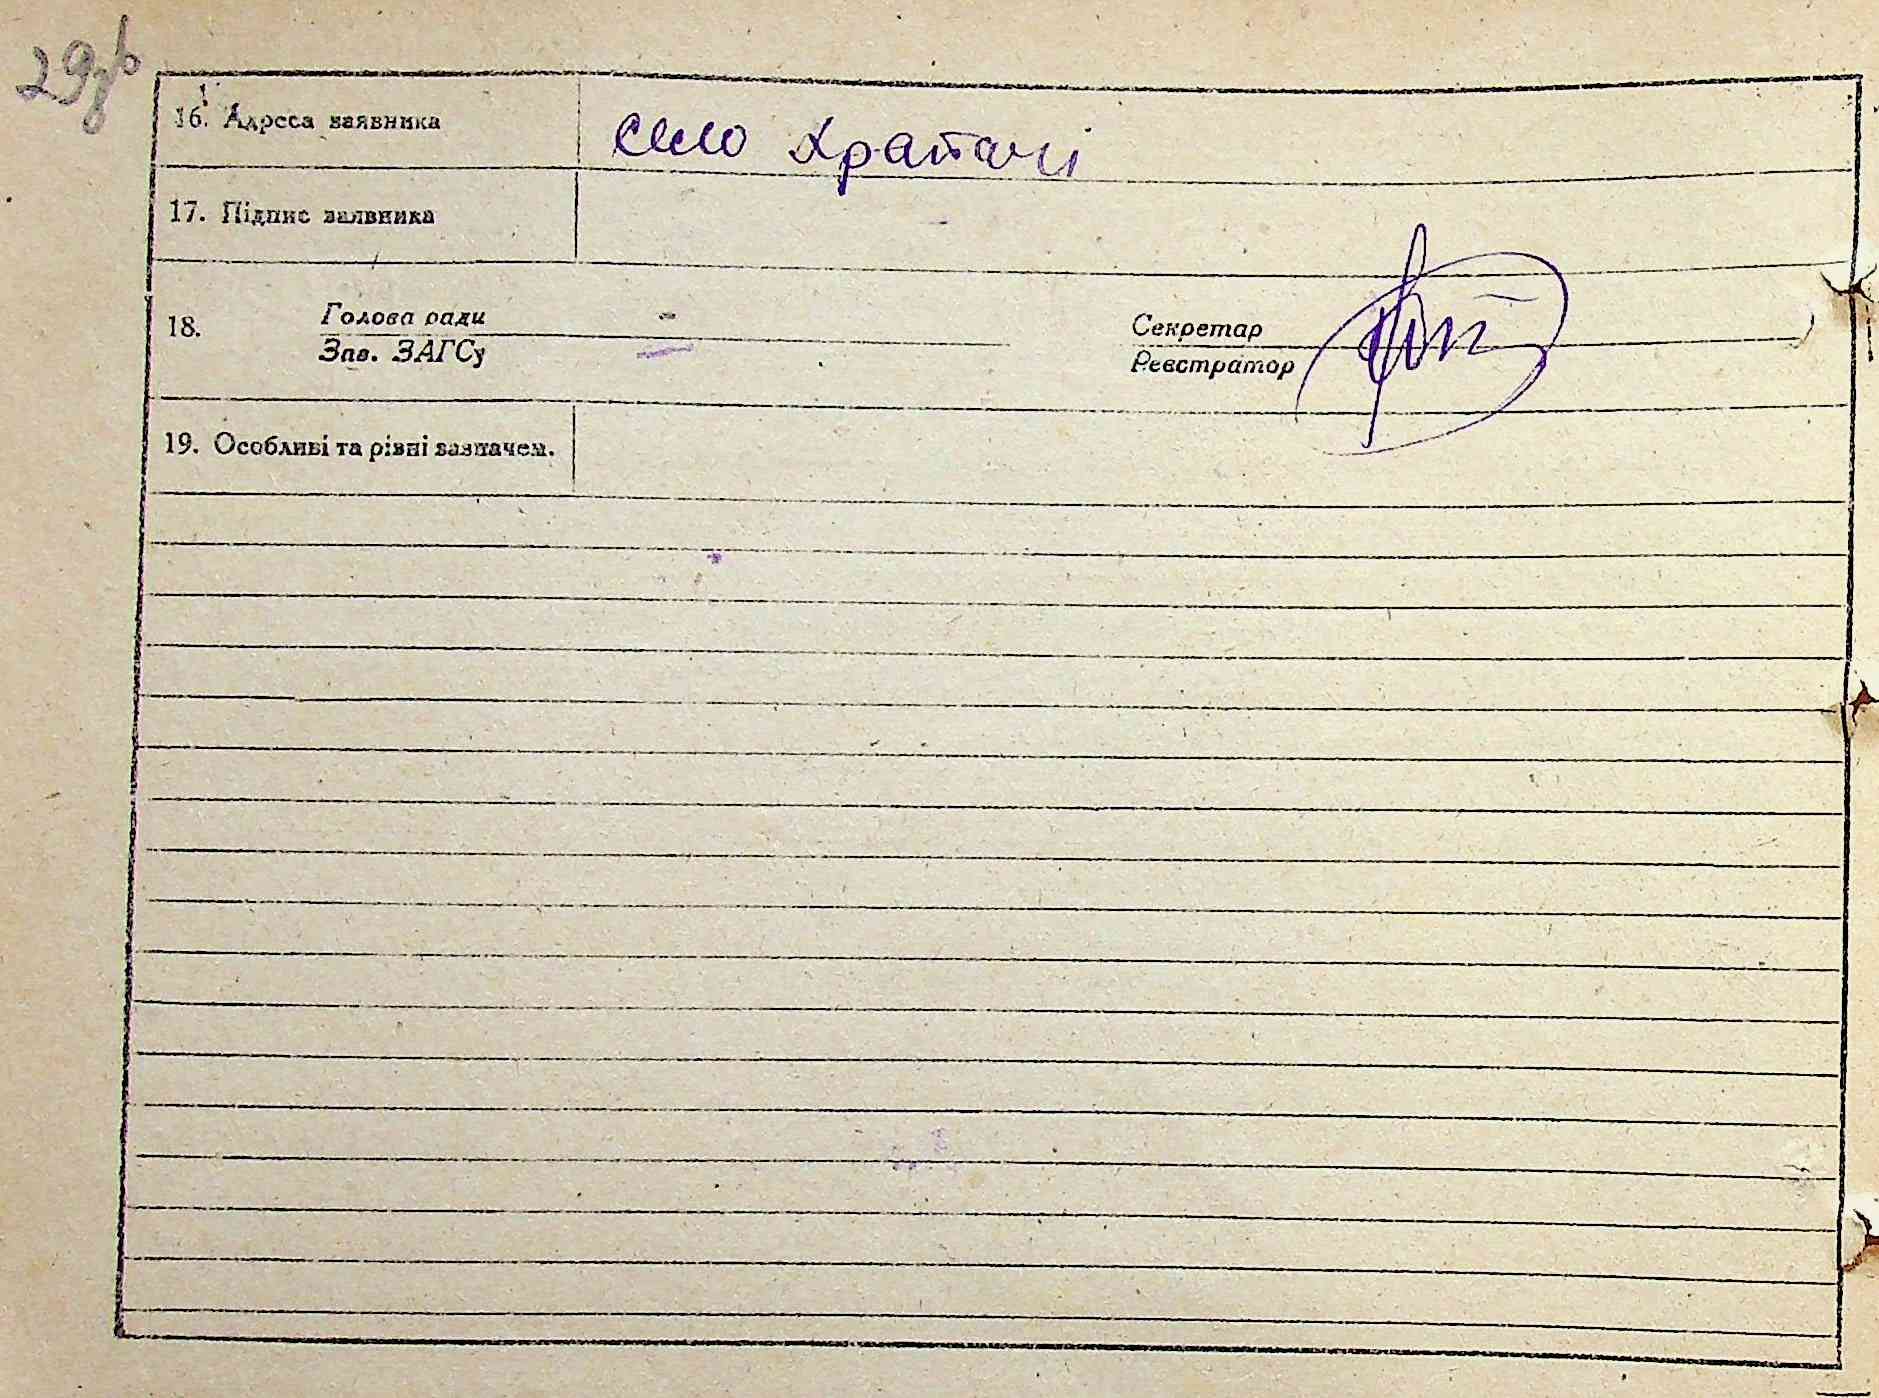 29зв
16. Адреса заявника село Храпачі
17. Підпис заявника -
18. Голова ради - Секретар
Зав. ЗАГСу Реєстратор
19. Особливі та рівні зазначен.